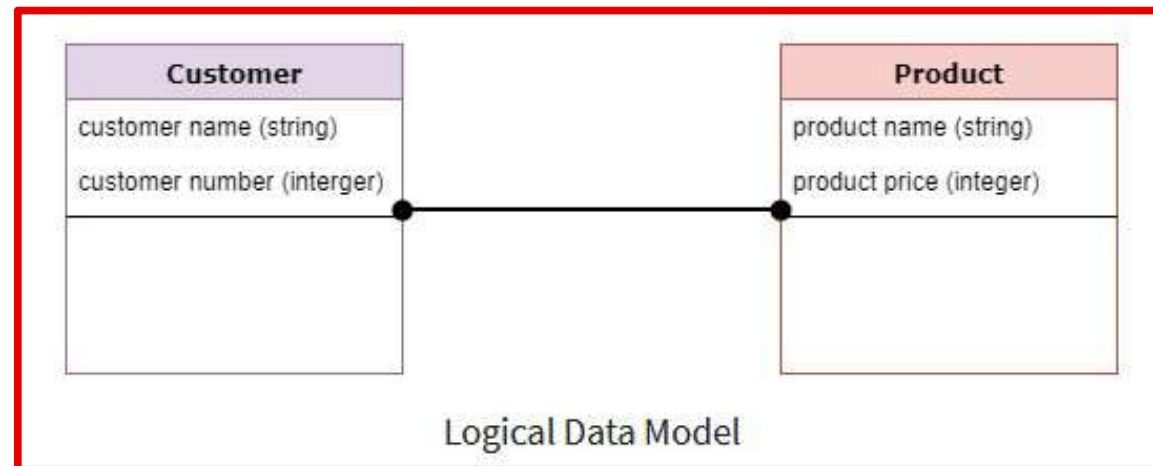 Customer
customer name (string)
customer number (interger)
Product
product name (string)
product price (integer)
Logical Data Model